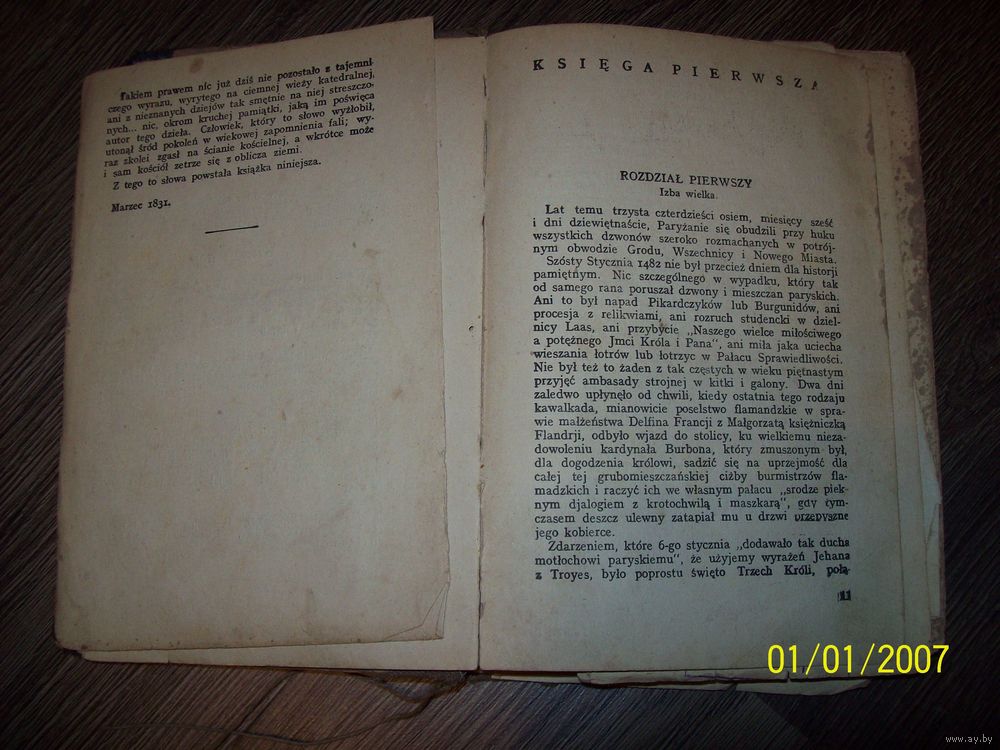 Takiem prawem nic już dziś nie pozostało z tajemni
czego wyrazu, wyrytego na ciemnej wieży katedralnej,
ani z nieznanych dziejów tak smętnie na niej streszczo-
nych... nic, okrom kruchej pamiątki, jaką im poświęca
autor tego dzieła. Człowiek, który to słowo wyżłobił,
utonął śród pokoleń w wiekowej zapomnienia fali; wy-
raz zkolei zgasł na ścianie kościelnej, a wkrótce może
i sam kościół zetrze się z oblicza ziemi.
Z tego to słowa powstała książka niniejsza.
Marzec 1831.
KSIĘGA PIERWSZA
ROZDZIAŁ PIERWSZY
Izba wielka.
Lat temu trzysta czterdzieści osiem, miesięcy sześć
i dni dziewiętnaście, Paryżanie się obudzili przy huku
wszystkich dzwonów szeroko rozmachanych w potrój-
nym obwodzie Grodu, Wszechnicy i Nowego Miasta.
Szósty Stycznia 1482 nie był przecież dniem dla historji
pamiętnym. Nic szczególnego w wypadku, który tak
od samego rana poruszał dzwony i mieszczan paryskich.
Ani to był napad Pikardczyków lub Burgunidów, ani
procesja z relikwiami, ani rozruch studencki w dziel-
nicy Laas, ani przybycie „Naszego wielce miłościwego
a potężnego Jmci Króla i Pana“, ani miła jaka uciecha
wieszania łotrów lub łotrzyc w Pałacu Sprawiedliwości.
Nie był też to żaden z tak częstych w wieku piętnastym
przyjęć ambasady strojnej w kitki i galony. Dwa dni
zaledwo upłynęło od chwili, kiedy ostatnia tego rodzaju
kawalkada, mianowicie poselstwo flamandzkie w spra-
wie małżeństwa Delfina Francji z Małgorzatą księżniczką
Flandrji, odbyło wjazd do stolicy, ku wielkiemu nieza-
dowoleniu kardynała Burbona, który zmuszonym był,
dla dogodzenia królowi, sadzić się na uprzejmość dla
całej tej grubomieszczańskiej ciżby burmistrzów fla-
madzkich i raczyć ich we własnym pałacu „srodze piek-
nym djalogiem z krotochwilą i maszkarą“, gdy tym-
czasem deszcz ulewny zatapiał mu u drzwi przepyszne
jego kobierce.
Zdarzeniem, które 6-go stycznia „dodawało tak ducha
motłochowi paryskiemu“, że użyjemy wyrażeń Jehana
z Troyes, było poprostu święto Trzech Króli, połą-
11
01/01/2007
www.ay.by